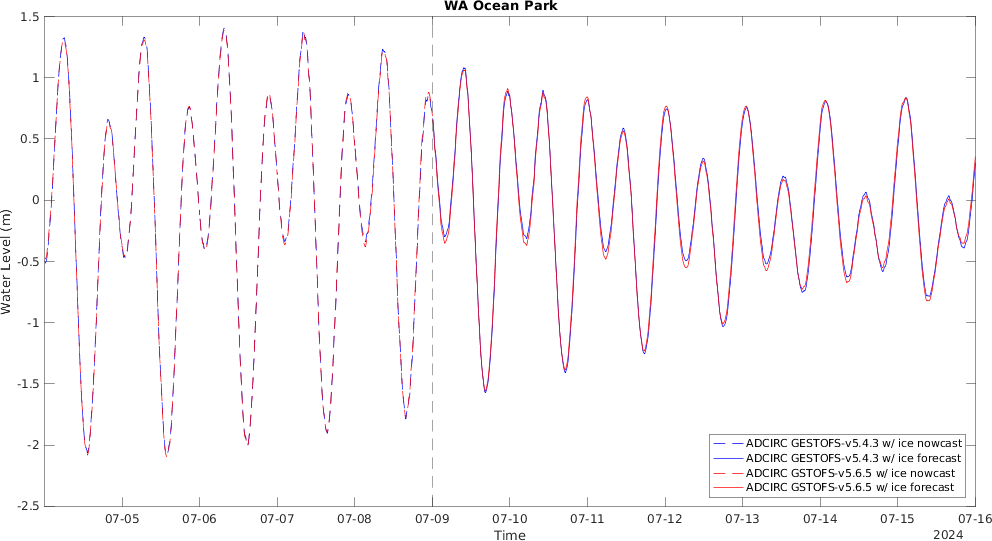 WA Ocean Park
1.5
1
0.5
0
-0.5
-1
-1.5
-2
-2.5
Water Level (m)
ADCIRC GESTOFS-v5.4.3 w/ ice nowcast
ADCIRC GESTOFS-v5.4.3 w/ ice forecast
ADCIRC GSTOFS-v5.6.5 w/ ice nowcast
ADCIRC GSTOFS-v5.6.5 w/ ice forecast
07-05 07-06 07-07 07-08 07-09 07-10 07-11 07-12 07-13 07-14 07-15 07-16
Time
2024